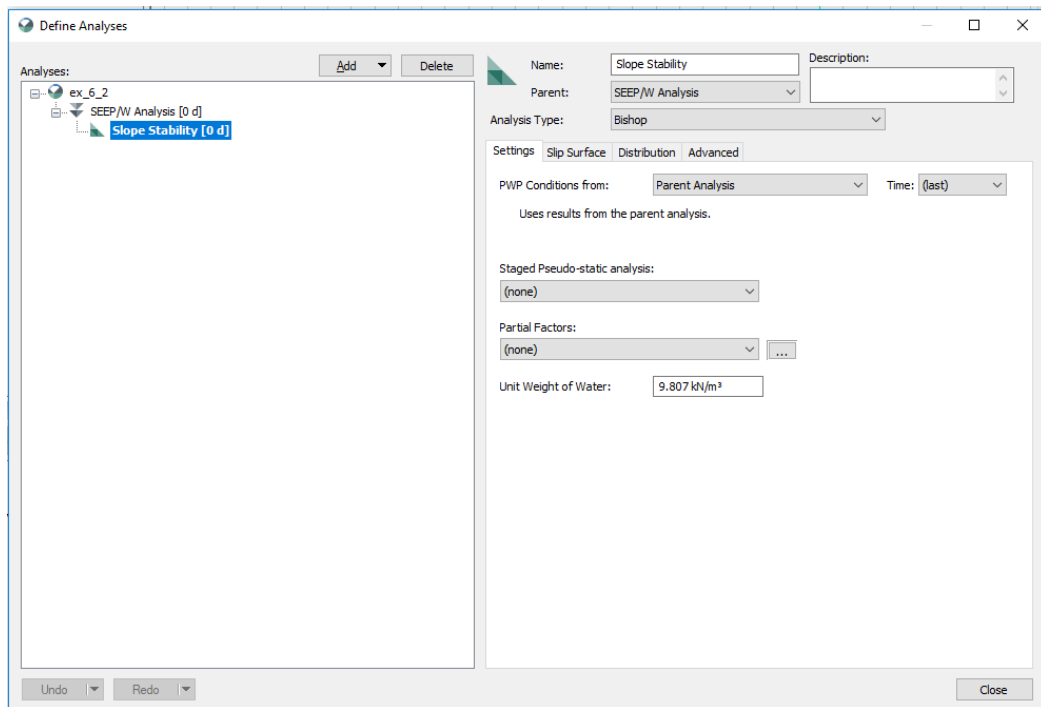 Define Analyses
Analyses:
Add
Delete
ex_6_2
SEEP/W Analysis [0 d]
Slope Stability [0 d]
Name:
Slope Stability
Description:
Parent:
SEEP/W Analysis
Analysis Type:
Bishop
Settings Slip Surface Distribution Advanced
PWP Conditions from:
Parent Analysis
Time: (last)
Uses results from the parent analysis.
Staged Pseudo-static analysis:
(none)
Partial Factors:
(none)
...
Unit Weight of Water:
9.807 kN/m³
Undo
Redo
Close